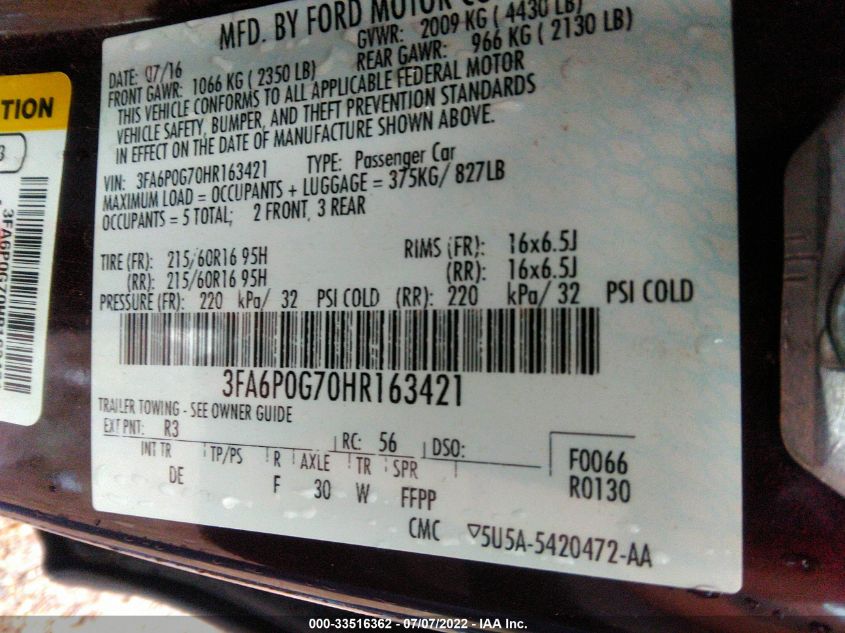 MFD. BY FORD MOTOR CO
DATE: 07/16
GVWR: 2009 KG ( 4430 LB)
FRONT GAWR: 1066 KG ( 2350 LB)
REAR GAWR: 966 KG ( 2130 LB)
THIS VEHICLE CONFORMS TO ALL APPLICABLE FEDERAL MOTOR
VEHICLE SAFETY, BUMPER, AND THEFT PREVENTION STANDARDS
IN EFFECT ON THE DATE OF MANUFACTURE SHOWN ABOVE.
VIN: 3FA6P0G70HR163421 TYPE: Passenger Car
MAXIMUM LOAD = OCCUPANTS + LUGGAGE = 375KG/ 827LB
OCCUPANTS = 5 TOTAL; 2 FRONT, 3 REAR
TIRE (FR): 215/60R16 95H RIMS (FR): 16x6.5J
(RR): 215/60R16 95H (RR): 16x6.5J
PRESSURE (FR): 220 kPa/ 32 PSI COLD (RR): 220 kPa/ 32 PSI COLD
3FA6P0G70HR163421
TRAILER TOWING - SEE OWNER GUIDE
EXT PNT: R3 RC: 56 DSO:
INT TR TP/PS R AXLE TR SPR
DE F 30 W FFPP
F0066
R0130
CMC ▽5U5A-5420472-AA
TION
3
000-33516362 - 07/07/2022 - IAA Inc.